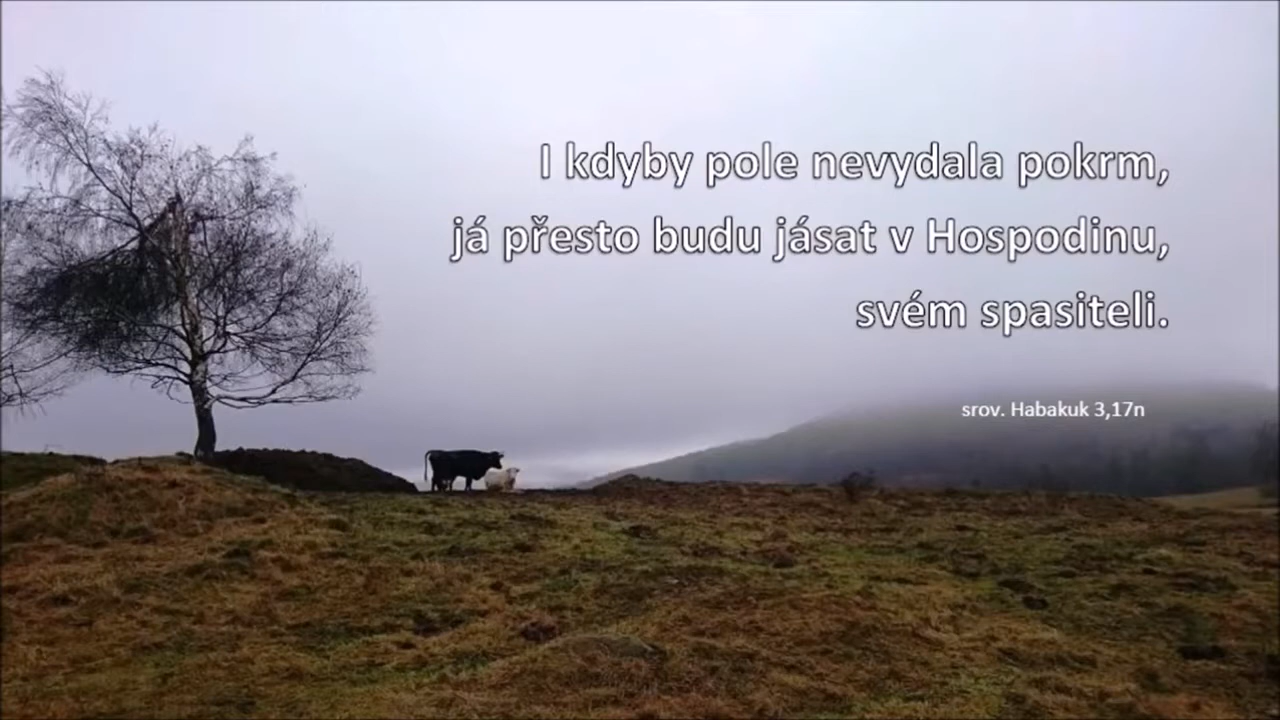 I kdyby pole nevydala pokrm,
já přesto budu jásat v Hospodinu,
svém spasiteli.
srov. Habakuk 3,17n